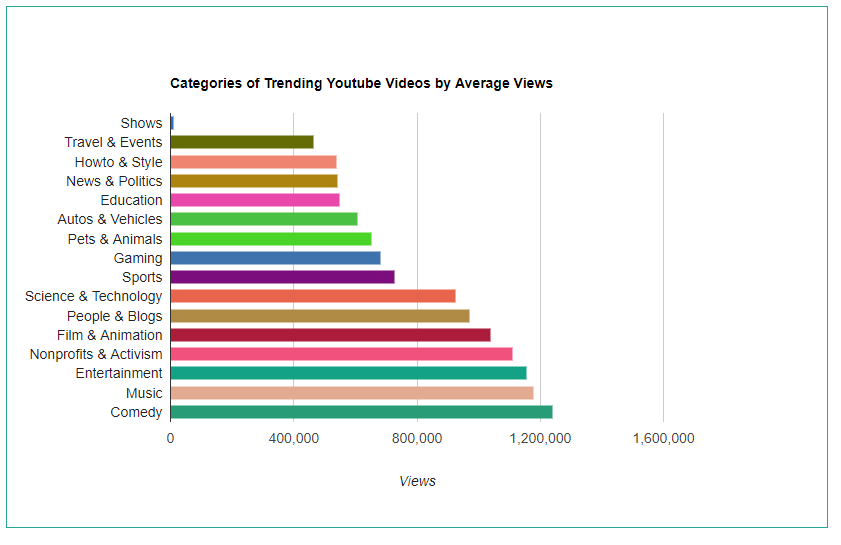 Categories of Trending Youtube Videos by Average Views
Shows
Travel & Events
Howto & Style
News & Politics
Education
Autos & Vehicles
Pets & Animals
Gaming
Sports
Science & Technology
People & Blogs
Film & Animation
Nonprofits & Activism
Entertainment
Music
Comedy
0 400,000 800,000 1,200,000 1,600,000
Views